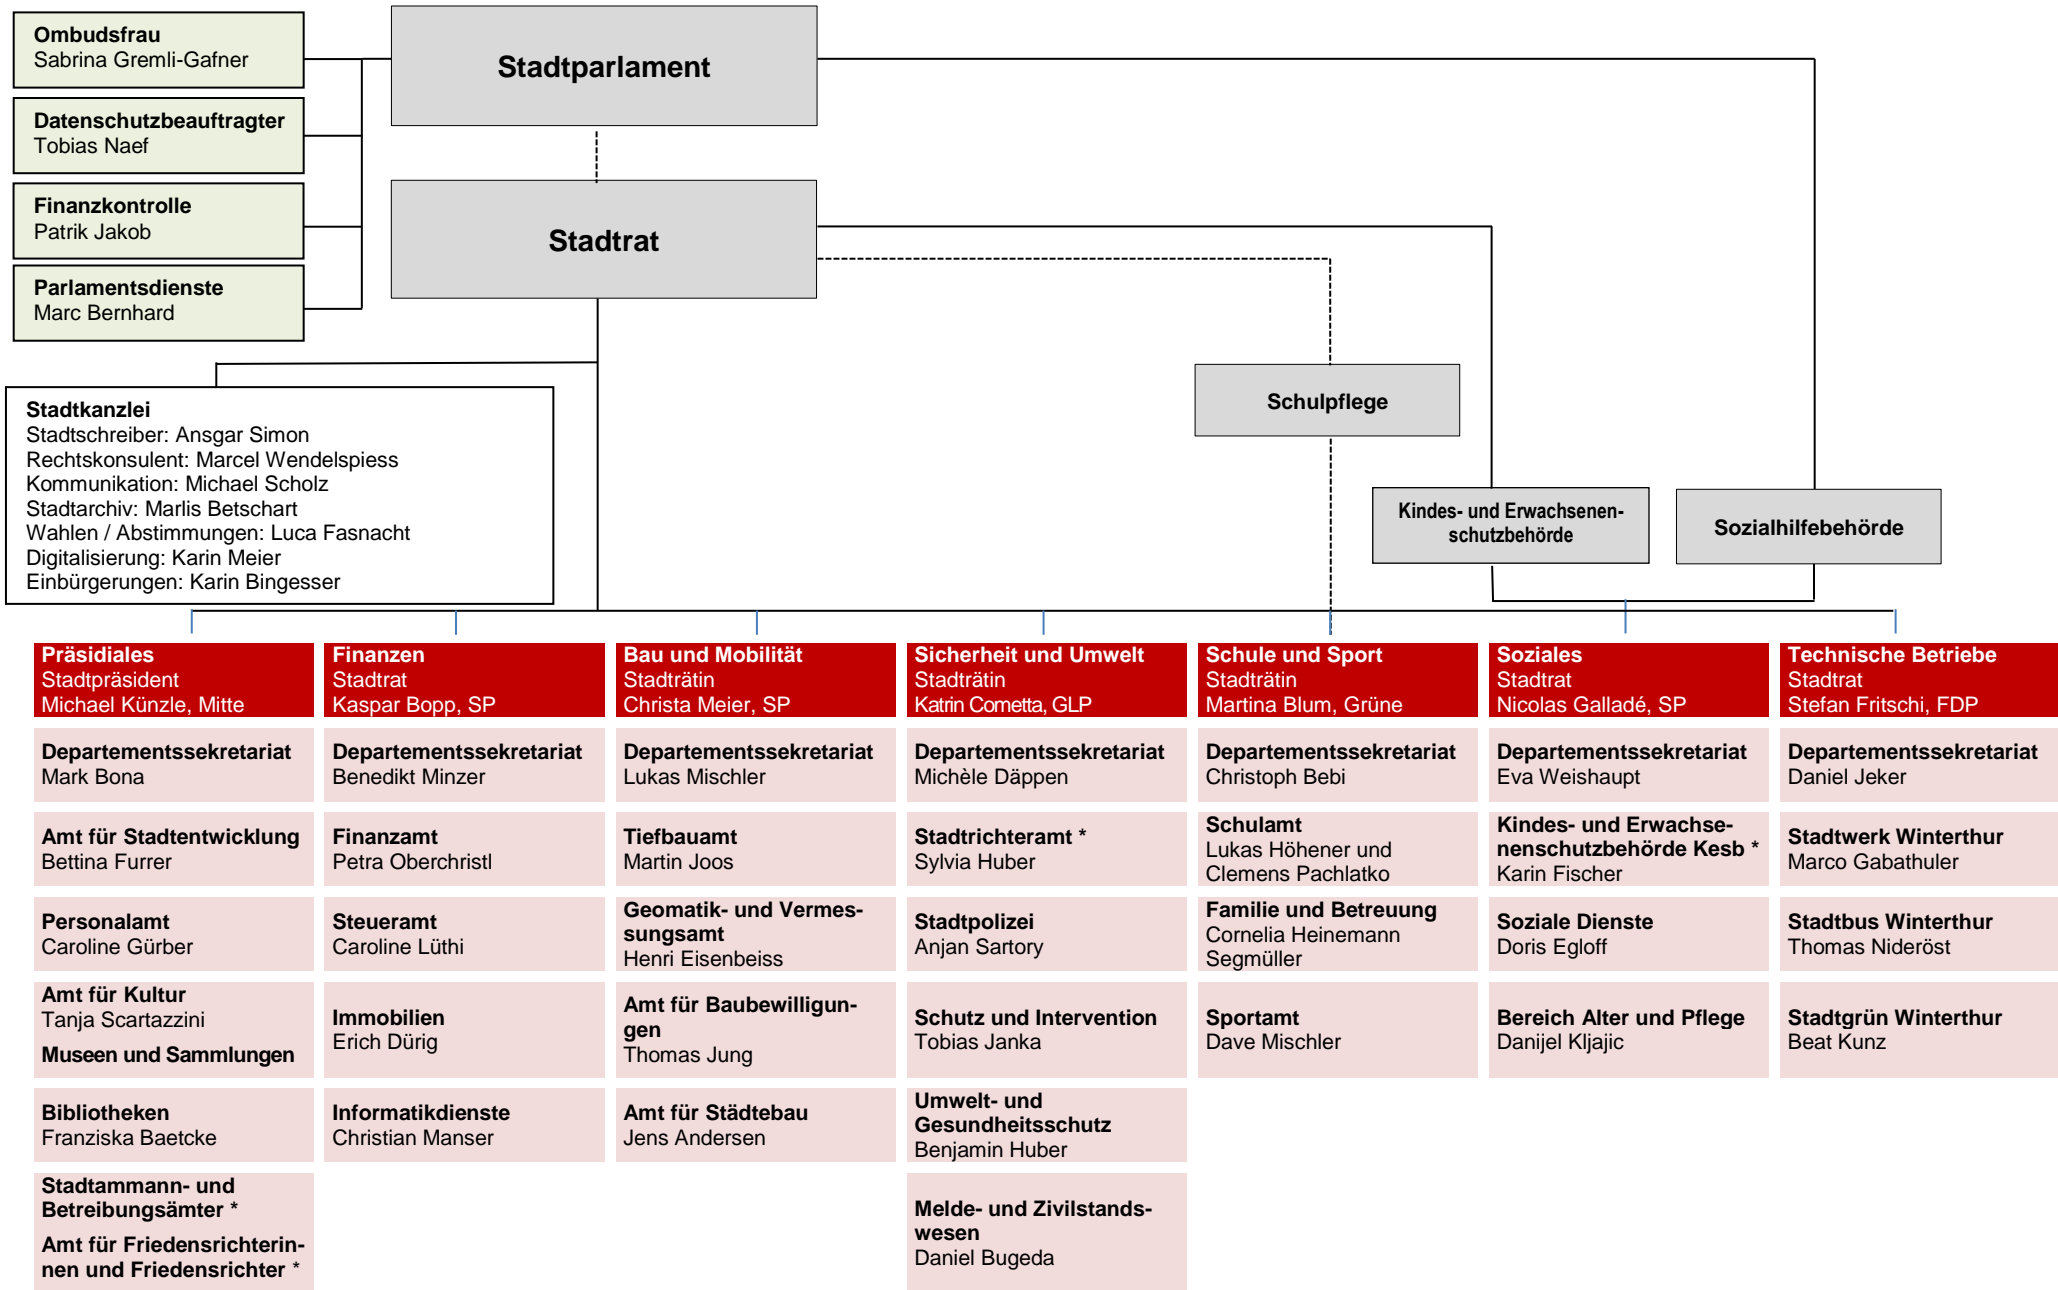 Ombudsfrau
Sabrina Gremli-Gafner
Datenschutzbeauftragter
Tobias Naef
Finanzkontrolle
Patrik Jakob
Parlamentsdienste
Marc Bernhard
Stadtparlament
Stadtrat
Stadtkanzlei
Stadtschreiber: Ansgar Simon
Rechtskonsulent: Marcel Wendelspiess
Kommunikation: Michael Scholz
Stadtarchiv: Marlis Betschart
Wahlen / Abstimmungen: Luca Fasnacht
Digitalisierung: Karin Meier
Einbürgerungen: Karin Bingesser
Schulpflege
Kindes- und Erwachsenen-
schutzbehörde
Sozialhilfebehörde
Präsidiales
Stadtpräsident
Michael Künzle, Mitte
Departementssekretariat
Mark Bona
Amt für Stadtentwicklung
Bettina Furrer
Personalamt
Caroline Gürber
Amt für Kultur
Tanja Scartazzini
Museen und Sammlungen
Bibliotheken
Franziska Baetcke
Stadtammann- und
Betreibungsämter *
Amt für Friedensrichterin-
nen und Friedensrichter *
Finanzen
Stadtrat
Kaspar Bopp, SP
Departementssekretariat
Benedikt Minzer
Finanzamt
Petra Oberchristl
Steueramt
Caroline Lüthi
Immobilien
Erich Dürig
Informatikdienste
Christian Manser
Bau und Mobilität
Stadträtin
Christa Meier, SP
Departementssekretariat
Lukas Mischler
Tiefbauamt
Martin Joos
Geomatik- und Vermes-
sungsamt
Henri Eisenbeiss
Amt für Baubewilligun-
gen
Thomas Jung
Amt für Städtebau
Jens Andersen
Sicherheit und Umwelt
Stadträtin
Katrin Cometta, GLP
Departementssekretariat
Michèle Däppen
Stadtrichteramt *
Sylvia Huber
Stadtpolizei
Anjan Sartory
Schutz und Intervention
Tobias Janka
Umwelt- und
Gesundheitsschutz
Benjamin Huber
Melde- und Zivilstands-
wesen
Daniel Bugeda
Schule und Sport
Stadträtin
Martina Blum, Grüne
Departementssekretariat
Christoph Bebi
Schulamt
Lukas Höhener und
Clemens Pachlatko
Familie und Betreuung
Cornelia Heinemann
Segmüller
Sportamt
Dave Mischler
Soziales
Stadtrat
Nicolas Galladé, SP
Departementssekretariat
Eva Weishaupt
Kindes- und Erwachse-
nenschutzbehörde Kesb *
Karin Fischer
Soziale Dienste
Doris Egloff
Bereich Alter und Pflege
Danijel Kljajic
Technische Betriebe
Stadtrat
Stefan Fritschi, FDP
Departementssekretariat
Daniel Jeker
Stadtwerk Winterthur
Marco Gabathuler
Stadtbus Winterthur
Thomas Nideröst
Stadtgrün Winterthur
Beat Kunz